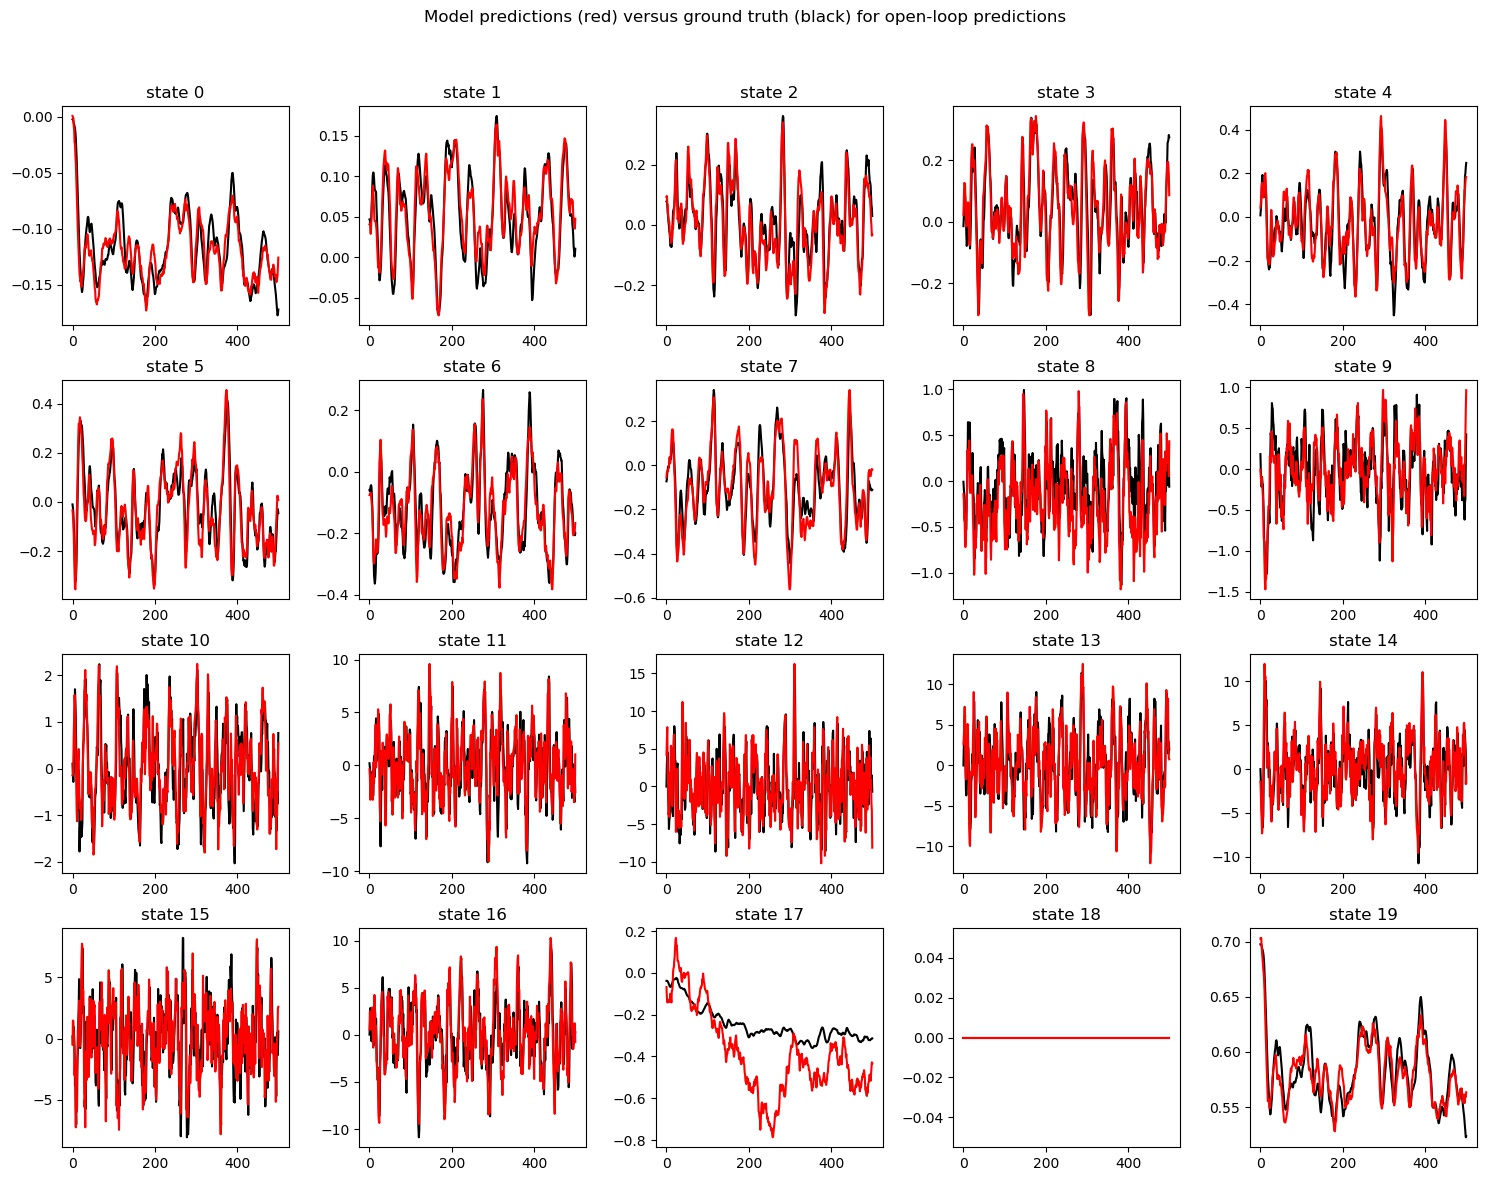 Model predictions (red) versus ground truth (black) for open-loop predictions
state 0 state 1 state 2 state 3 state 4
0.00 −0.05 −0.10 −0.15
0.15 0.10 0.05 0.00 −0.05
0.2 0.0 −0.2
0.2 0.0 −0.2
0.4 0.2 0.0 −0.2 −0.4
0 200 400 0 200 400 0 200 400 0 200 400 0 200 400
state 5 state 6 state 7 state 8 state 9
0.4 0.2 0.0 −0.2
0.2 0.0 −0.2 −0.4
0.2 0.0 −0.2 −0.4 −0.6
1.0 0.5 0.0 −0.5 −1.0
1.0 0.5 0.0 −0.5 −1.0 −1.5
0 200 400 0 200 400 0 200 400 0 200 400 0 200 400
state 10 state 11 state 12 state 13 state 14
2 1 0 −1 −2
10 5 0 −5 −10
15 10 5 0 −5 −10
10 5 0 −5 −10
10 5 0 −5 −10
0 200 400 0 200 400 0 200 400 0 200 400 0 200 400
state 15 state 16 state 17 state 18 state 19
5 0 −5
10 5 0 −5 −10
0.2 0.0 −0.2 −0.4 −0.6 −0.8
0.04 0.02 0.00 −0.02 −0.04
0.70 0.65 0.60 0.55
0 200 400 0 200 400 0 200 400 0 200 400 0 200 400